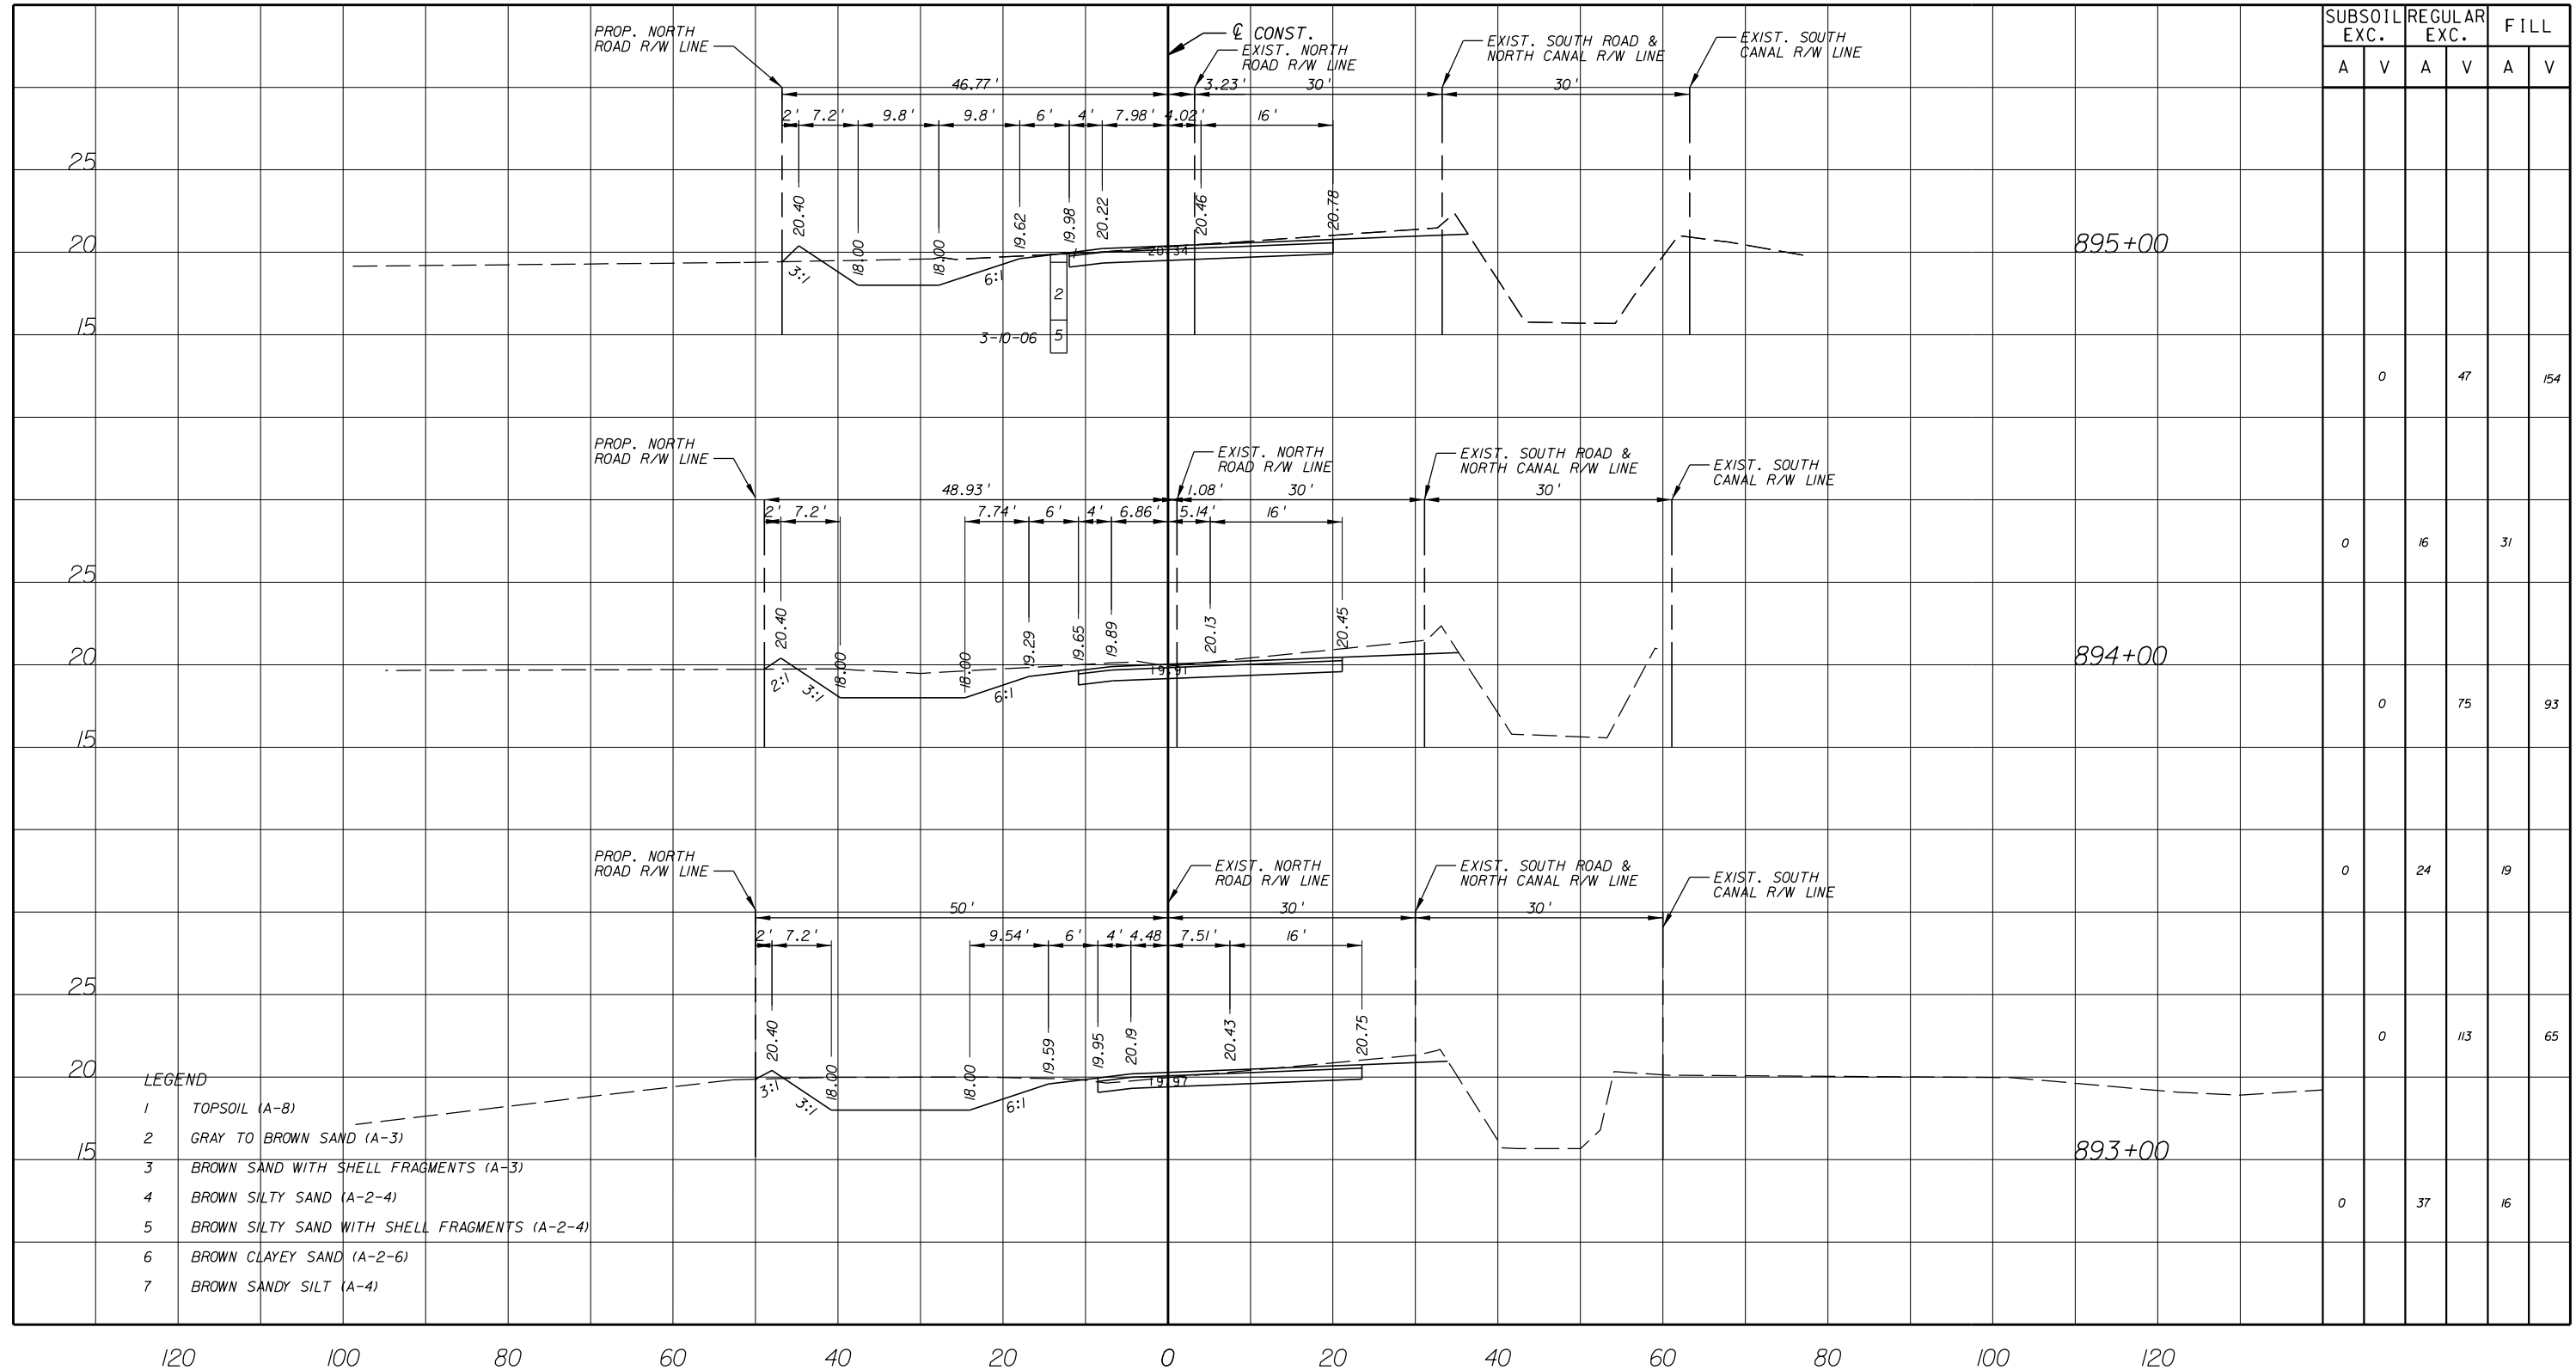 SUBSOIL EXC. REGULAR EXC. FILL
A V A V A V
PROP. NORTH
ROAD R/W LINE
℄ CONST.
EXIST. NORTH
ROAD R/W LINE
EXIST. SOUTH ROAD &
NORTH CANAL R/W LINE
EXIST. SOUTH
CANAL R/W LINE
46.77' 3.23' 30' 30'
2' 7.2' 9.8' 9.8' 6' 4' 7.98' 4.02' 16'
25
20.40 18.00 18.00 19.62 19.98 20.22 20.46 20.78
20
20.34
895+00
3:1 6:1
2
15
3-10-06 5
0 47 154
PROP. NORTH
ROAD R/W LINE
EXIST. NORTH
ROAD R/W LINE
EXIST. SOUTH ROAD &
NORTH CANAL R/W LINE
EXIST. SOUTH
CANAL R/W LINE
48.93' 1.08' 30' 30'
2' 7.2' 7.74' 6' 4' 6.86' 5.14' 16'
0 16 31
25
20.40 18.00 18.00 19.29 19.65 19.89 20.13 20.45
20
19.91
894+00
2:1 3:1 6:1
0 75 93
15
PROP. NORTH
ROAD R/W LINE
EXIST. NORTH
ROAD R/W LINE
EXIST. SOUTH ROAD &
NORTH CANAL R/W LINE
EXIST. SOUTH
CANAL R/W LINE
0 24 19
50' 30' 30'
2' 7.2' 9.54' 6' 4' 4.48 7.51' 16'
25
20.40 18.00 18.00 19.59 19.95 20.19 20.43 20.75
0 113 65
20
19.97
3:1 3:1 6:1
15
893+00
0 37 16
LEGEND
1 TOPSOIL (A-8)
2 GRAY TO BROWN SAND (A-3)
3 BROWN SAND WITH SHELL FRAGMENTS (A-3)
4 BROWN SILTY SAND (A-2-4)
5 BROWN SILTY SAND WITH SHELL FRAGMENTS (A-2-4)
6 BROWN CLAYEY SAND (A-2-6)
7 BROWN SANDY SILT (A-4)
120 100 80 60 40 20 0 20 40 60 80 100 120